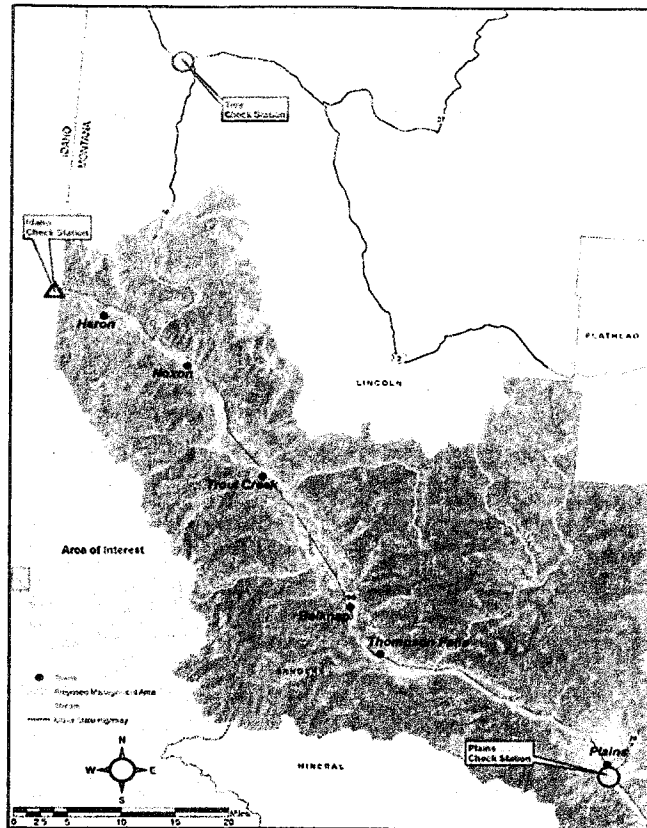 Troy
Check Station
IDAHO
MONTANA
Idaho
Check Station
Heron
Noxon
FLATHEAD
LINCOLN
Trout Creek
Area of Interest
Belknap
Thompson Falls
SANDERS
Towns
Proposed Management Area
Stream
State Highway
MINERAL
Plains
Plains
Check Station
N
W
E
S
0 2.5 5 10 15 20
Miles